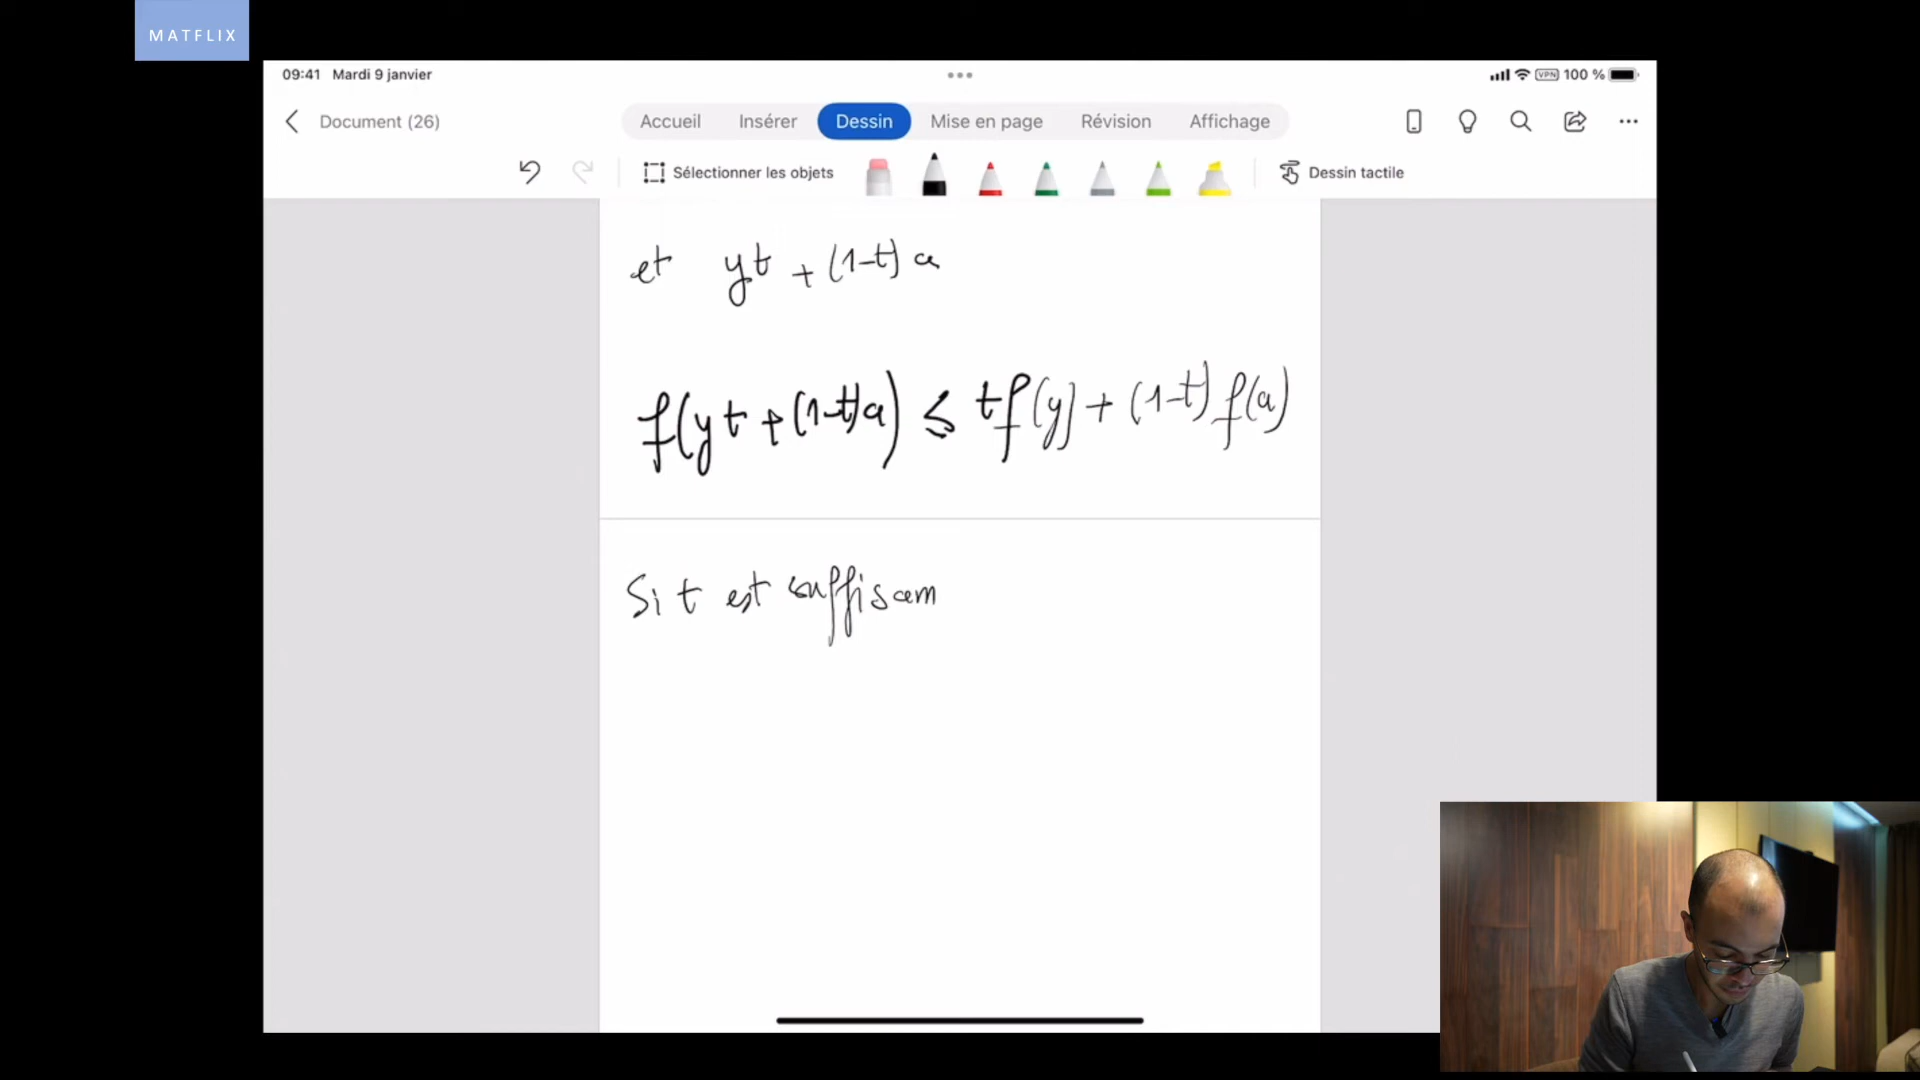 MATFLIX
09:41 Mardi 9 janvier
VPN 100 %
Document (26)
Accueil Insérer Dessin Mise en page Révision Affichage
Sélectionner les objets
Dessin tactile
et yt + (1-t) a
f(yt + (1-t)a) ≤ tf(y) + (1-t) f(a)
Si t est suffisam